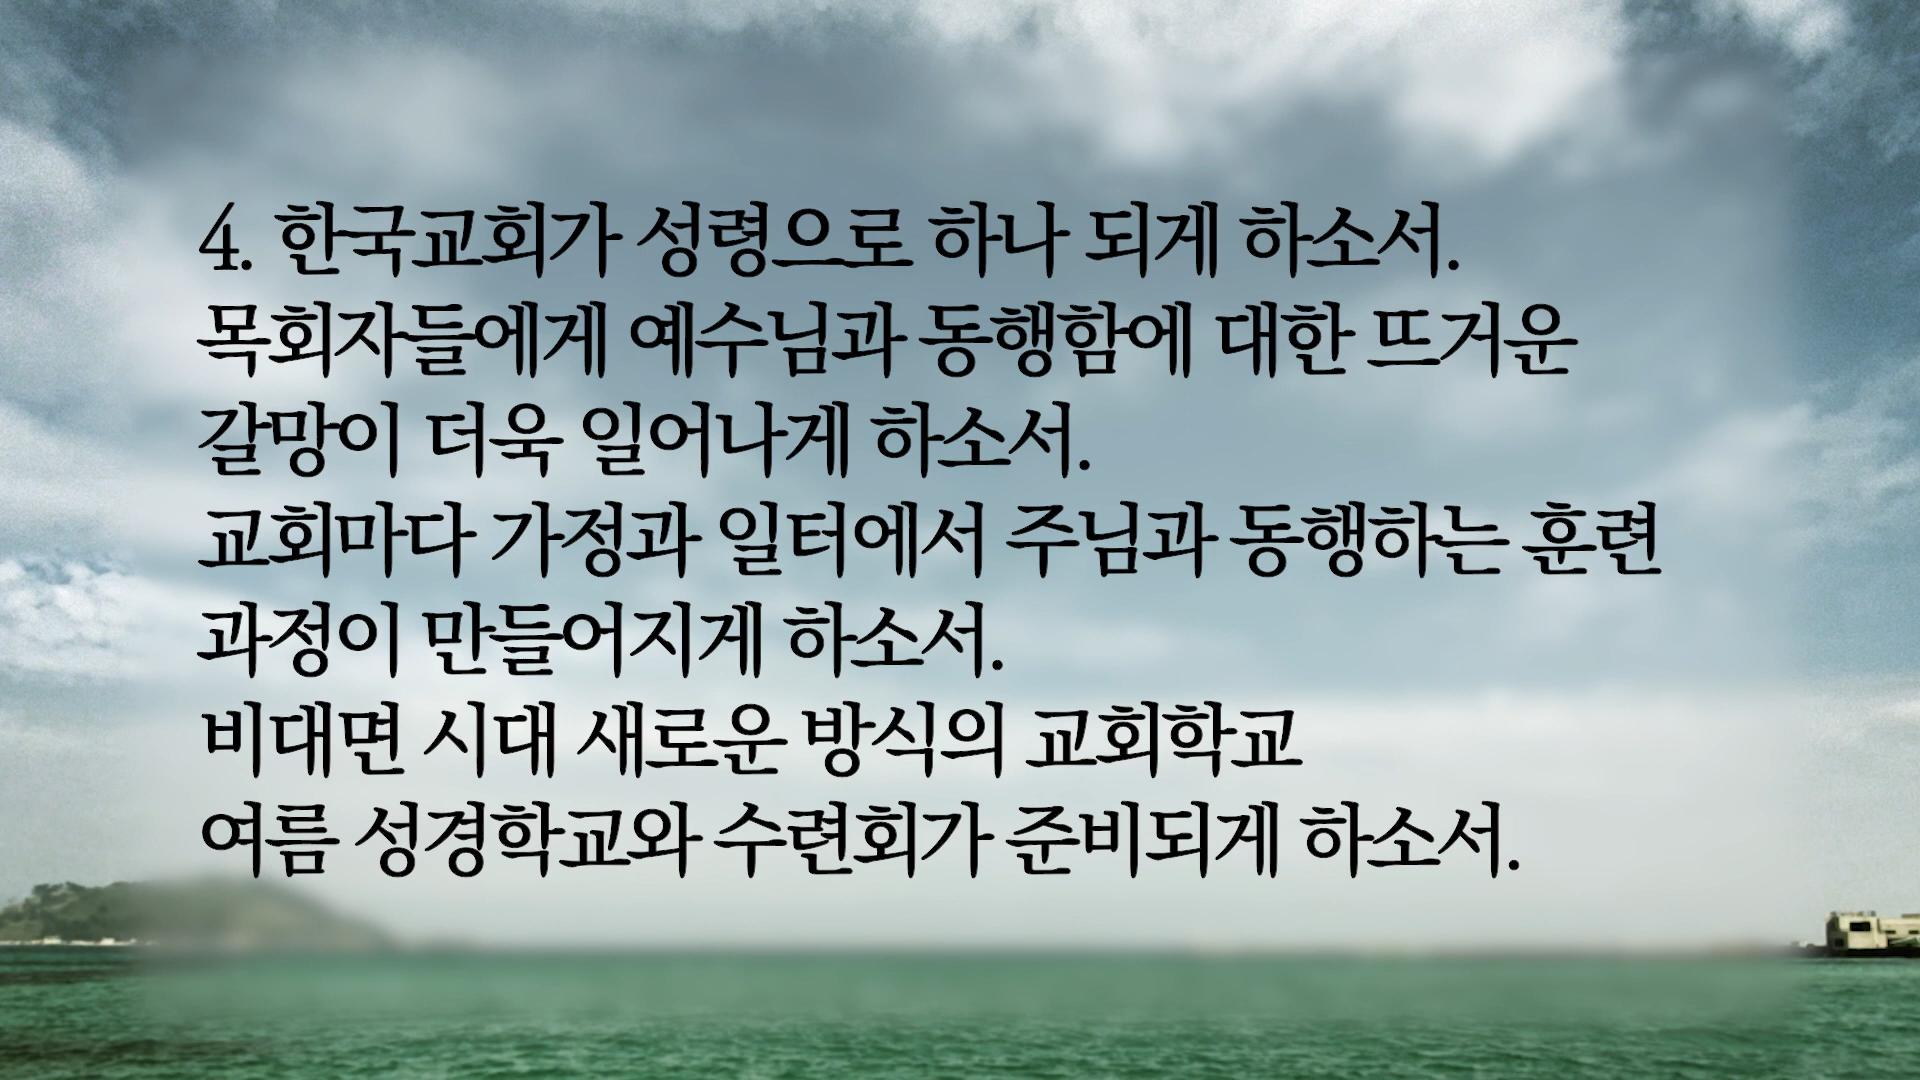 4. 한국교회가 성령으로 하나 되게 하소서.
목회자들에게 예수님과 동행함에 대한 뜨거운
갈망이 더욱 일어나게 하소서.
교회마다 가정과 일터에서 주님과 동행하는 훈련
과정이 만들어지게 하소서.
비대면 시대 새로운 방식의 교회학교
여름 성경학교와 수련회가 준비되게 하소서.